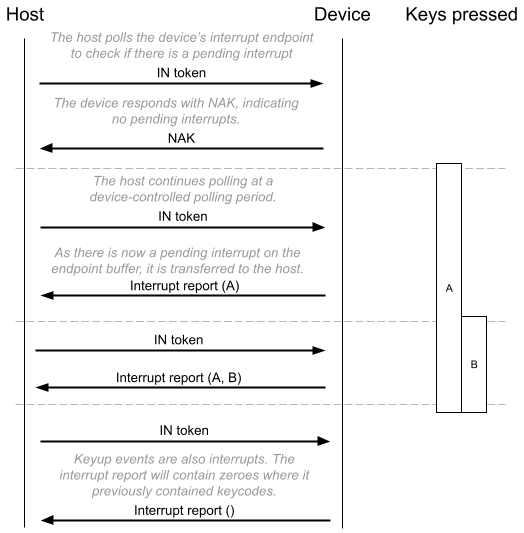 Host Device Keys pressed
The host polls the device's interrupt endpoint
to check if there is a pending interrupt
IN token
The device responds with NAK, indicating
no pending interrupts.
NAK
The host continues polling at a
device-controlled polling period.
IN token
As there is now a pending interrupt on the
endpoint buffer, it is transferred to the host.
Interrupt report (A)
A
IN token
B
Interrupt report (A, B)
IN token
Keyup events are also interrupts. The
interrupt report will contain zeroes where it
previously contained keycodes.
Interrupt report ()